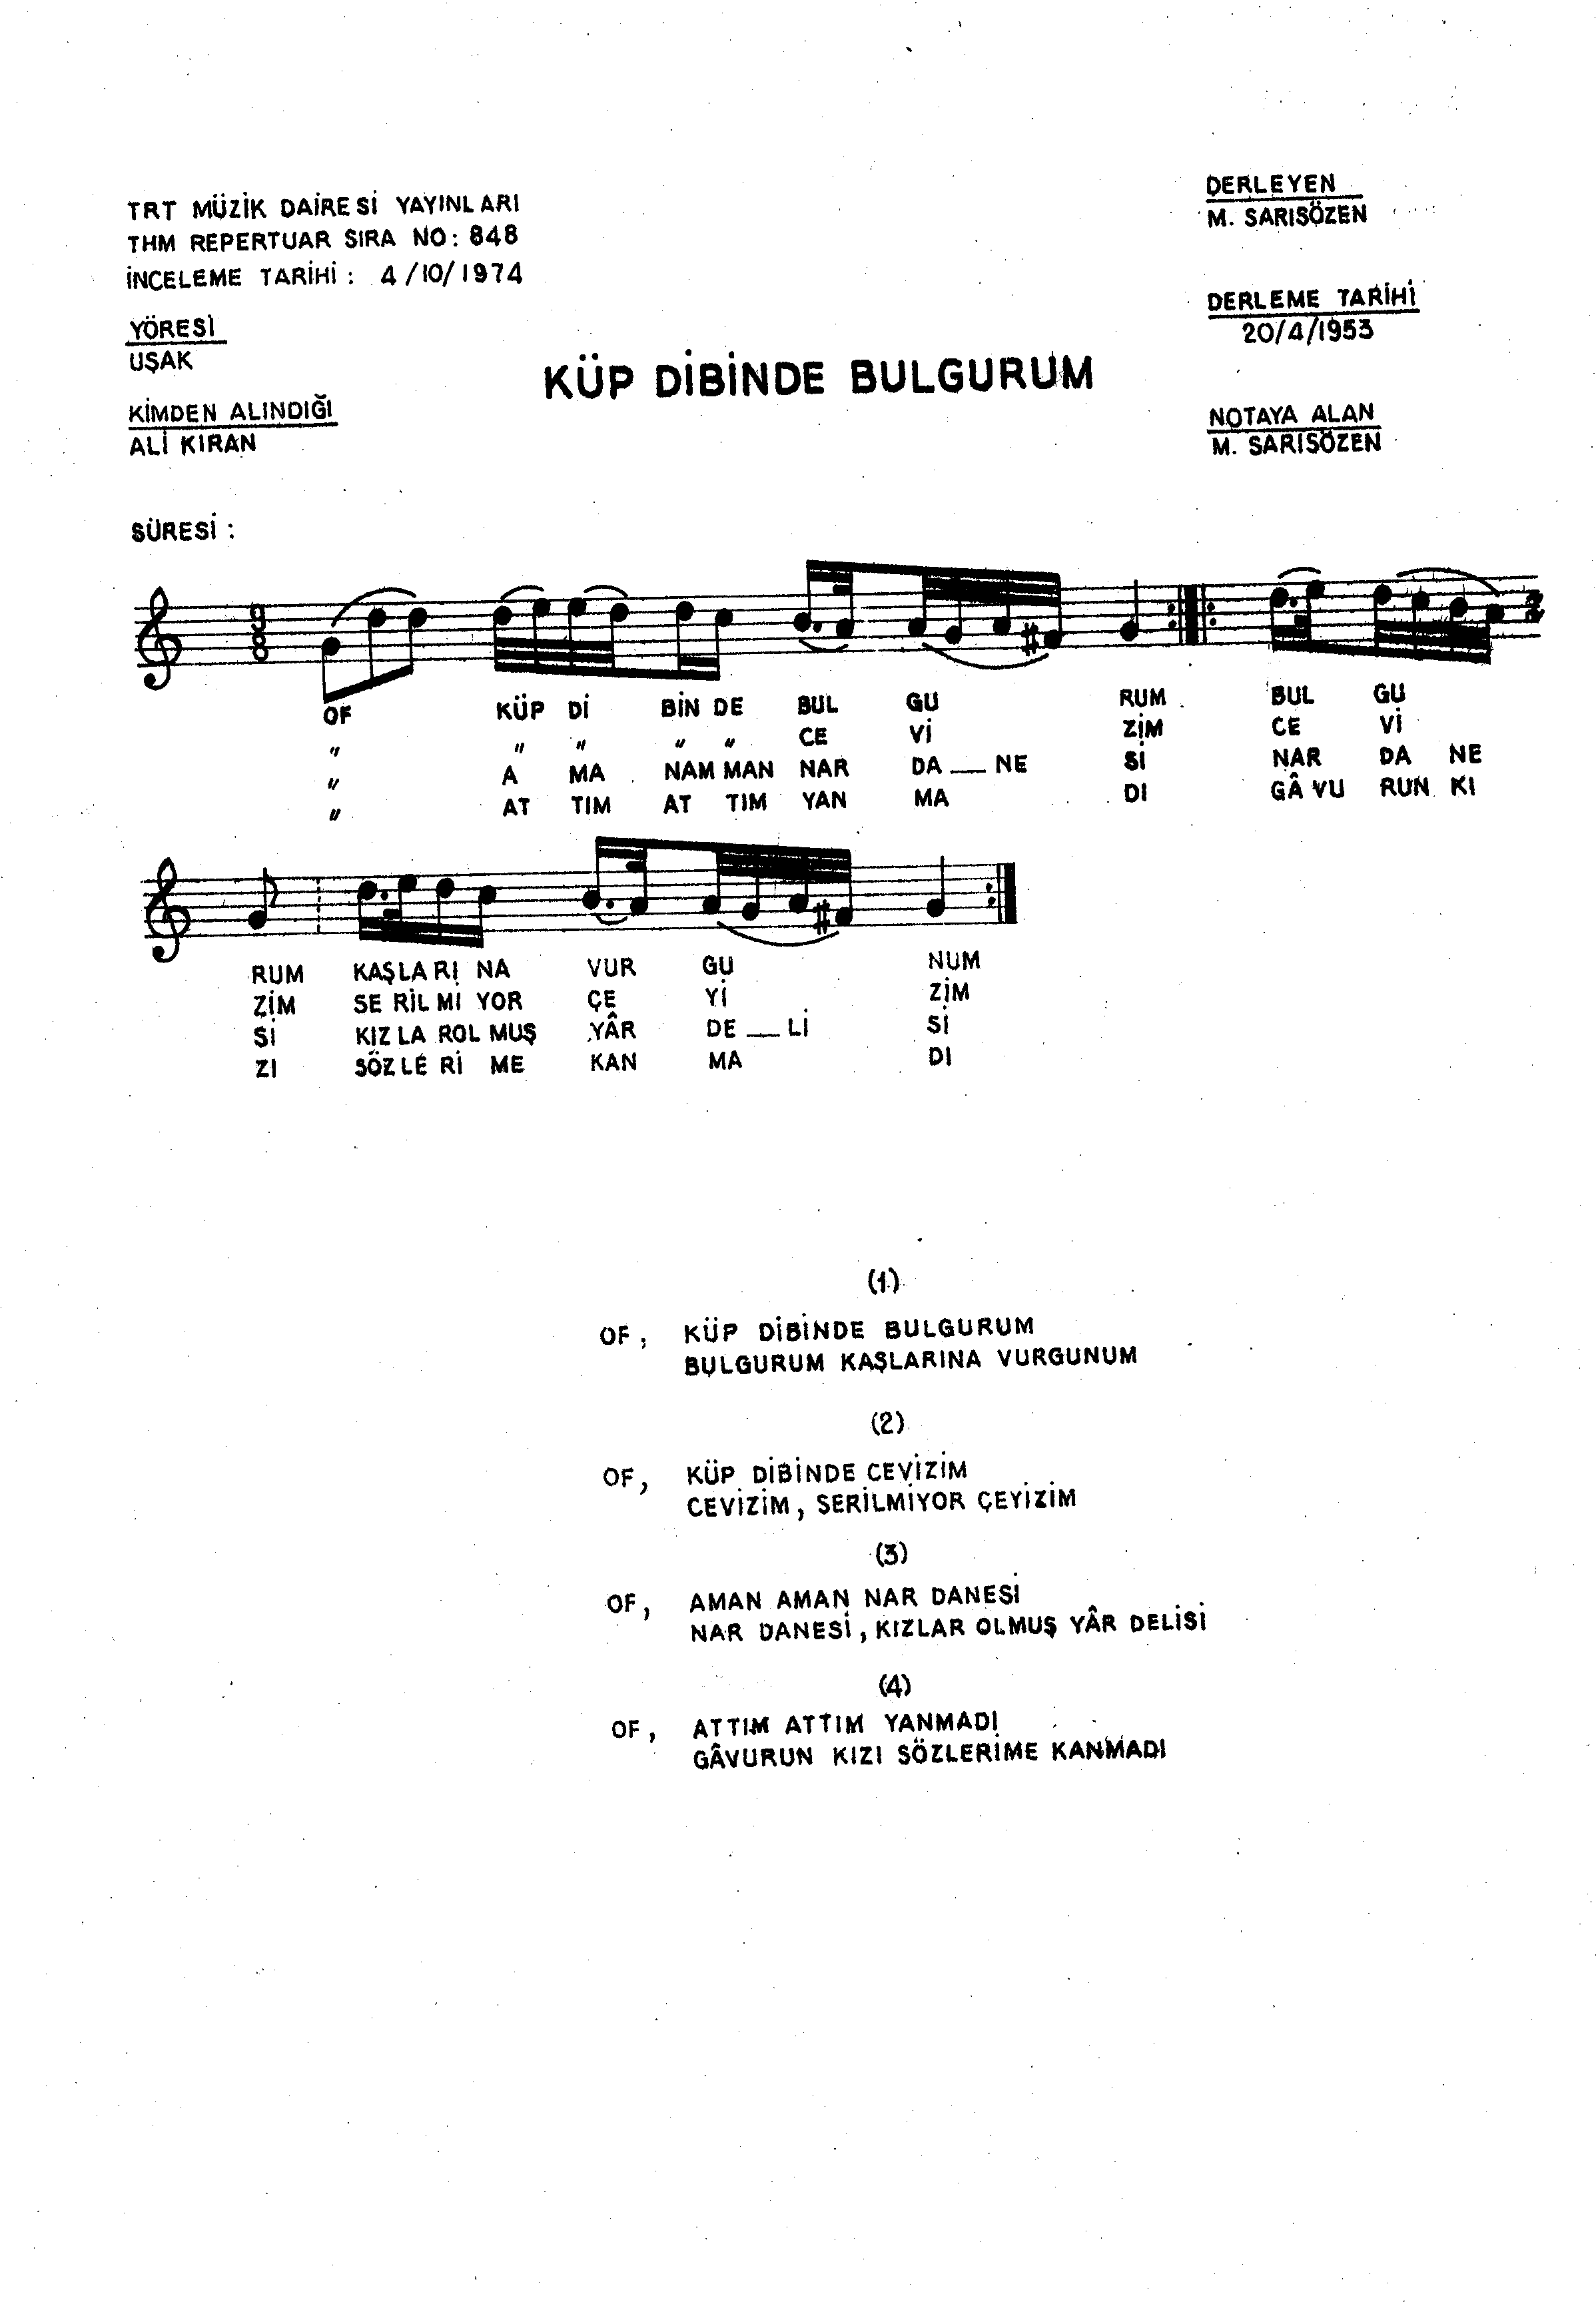 TRT MÜZİK DAİRESİ YAYINLARI
THM REPERTUAR SIRA NO: 848
İNCELEME TARİHİ : 4/10/1974
DERLEYEN
M. SARISÖZEN
YÖRESİ
UŞAK
DERLEME TARİHİ
20/4/1953
KÜP DİBİNDE BULGURUM
KİMDEN ALINDIĞI
ALİ KIRAN
NOTAYA ALAN
M. SARISÖZEN
SÜRESİ :
9
8
OF KÜP Dİ BİN DE BUL GU RUM BUL GU
" " " " " CE Vİ ZİM CE Vİ
" A MA NAM MAN NAR DA__NE Sİ NAR DA NE
" AT TIM AT TIM YAN MA DI GÂ VU RUN KI
RUM KAŞ LA RI NA VUR GU NUM
ZİM SE RİL Mİ YOR ÇE Yİ ZİM
Sİ KIZ LA ROL MUŞ YÂR DE__Lİ Sİ
ZI SÖZ LE Rİ ME KAN MA DI
(1)
OF, KÜP DİBİNDE BULGURUM
BULGURUM KAŞLARINA VURGUNUM
(2)
OF, KÜP DİBİNDE CEVİZİM
CEVİZİM, SERİLMİYOR ÇEYİZİM
(3)
OF, AMAN AMAN NAR DANESİ
NAR DANESİ, KIZLAR OLMUŞ YÂR DELİSİ
(4)
OF, ATTIM ATTIM YANMADI
GÂVURUN KIZI SÖZLERİME KANMADI